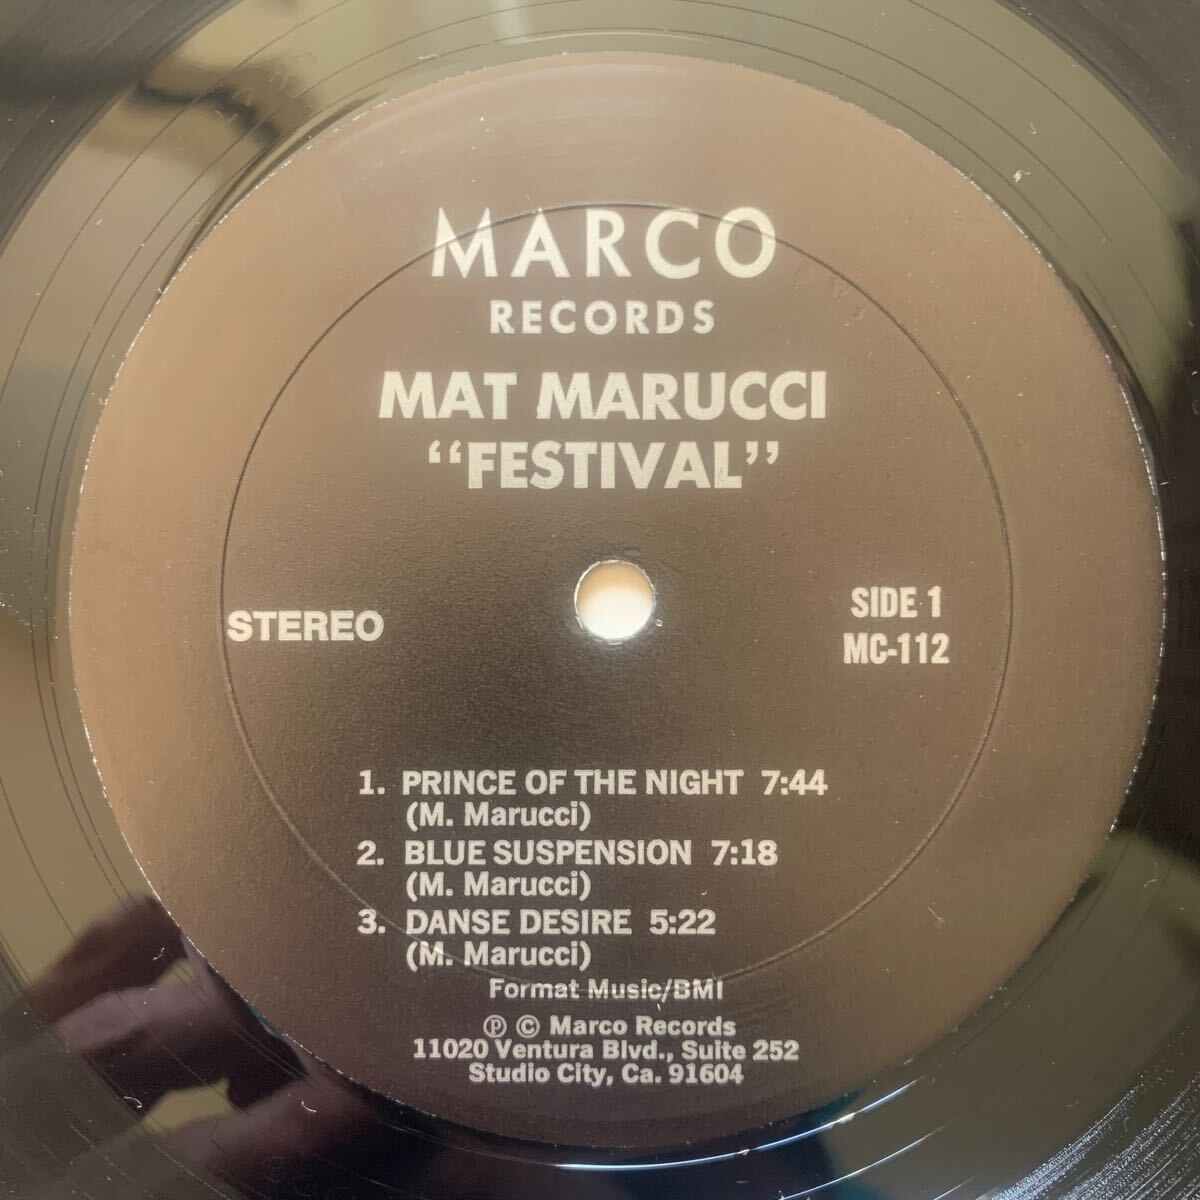 MARCO
RECORDS
MAT MARUCCI
“FESTIVAL”
STEREO
SIDE 1
MC-112
1. PRINCE OF THE NIGHT 7:44
(M. Marucci)
2. BLUE SUSPENSION 7:18
(M. Marucci)
3. DANSE DESIRE 5:22
(M. Marucci)
Format Music/BMI
℗ © Marco Records
11020 Ventura Blvd., Suite 252
Studio City, Ca. 91604